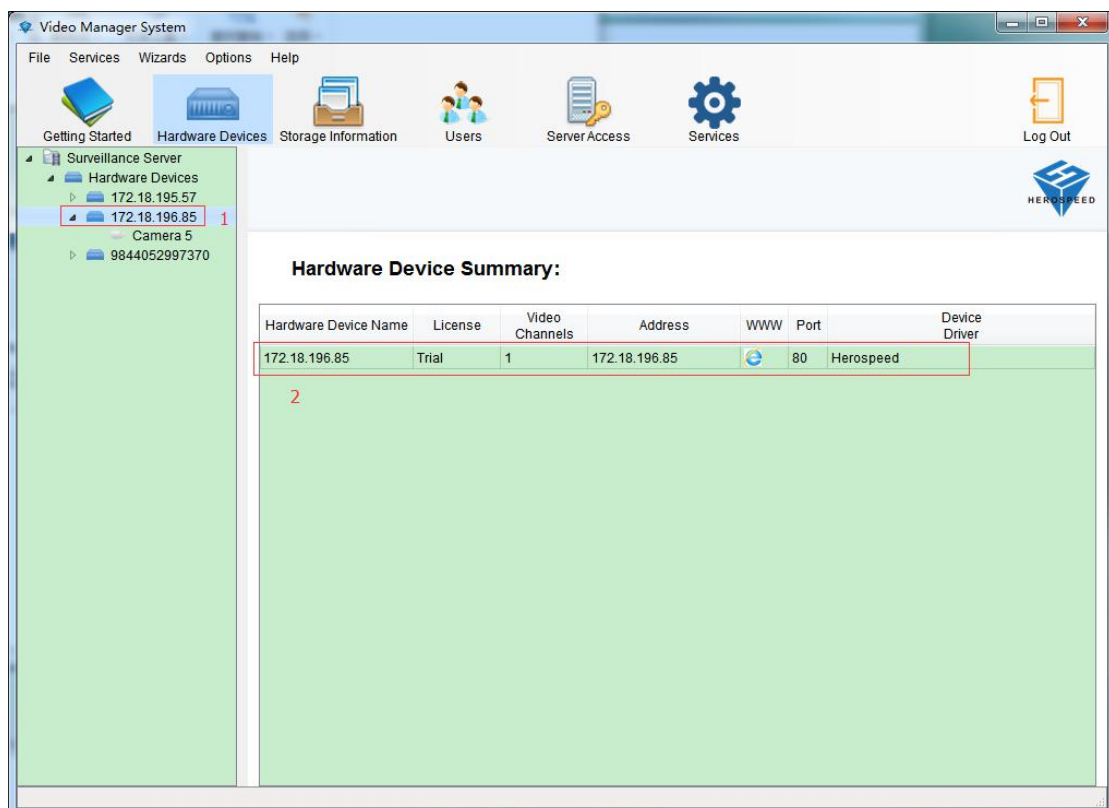 Video Manager System
File Services Wizards Options Help
Getting Started Hardware Devices Storage Information Users Server Access Services Log Out
Surveillance Server
Hardware Devices
172.18.195.57
172.18.196.85 1
Camera 5
9844052997370
HEROSPEED
Hardware Device Summary:
Hardware Device Name License Video Channels Address WWW Port Device Driver
172.18.196.85 Trial 1 172.18.196.85 80 Herospeed
2